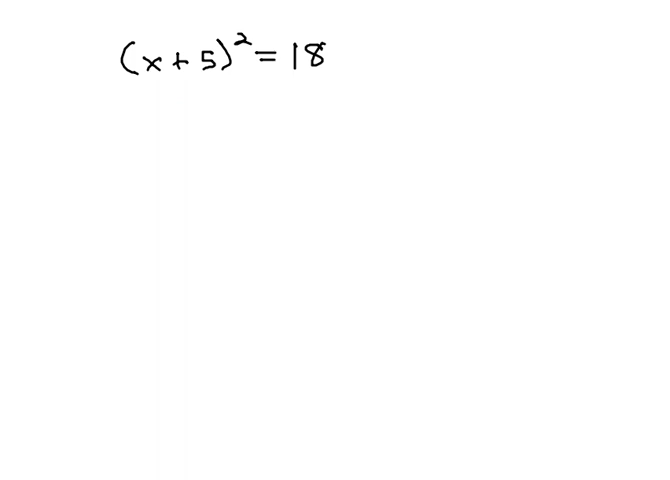 (x + 5)² = 18